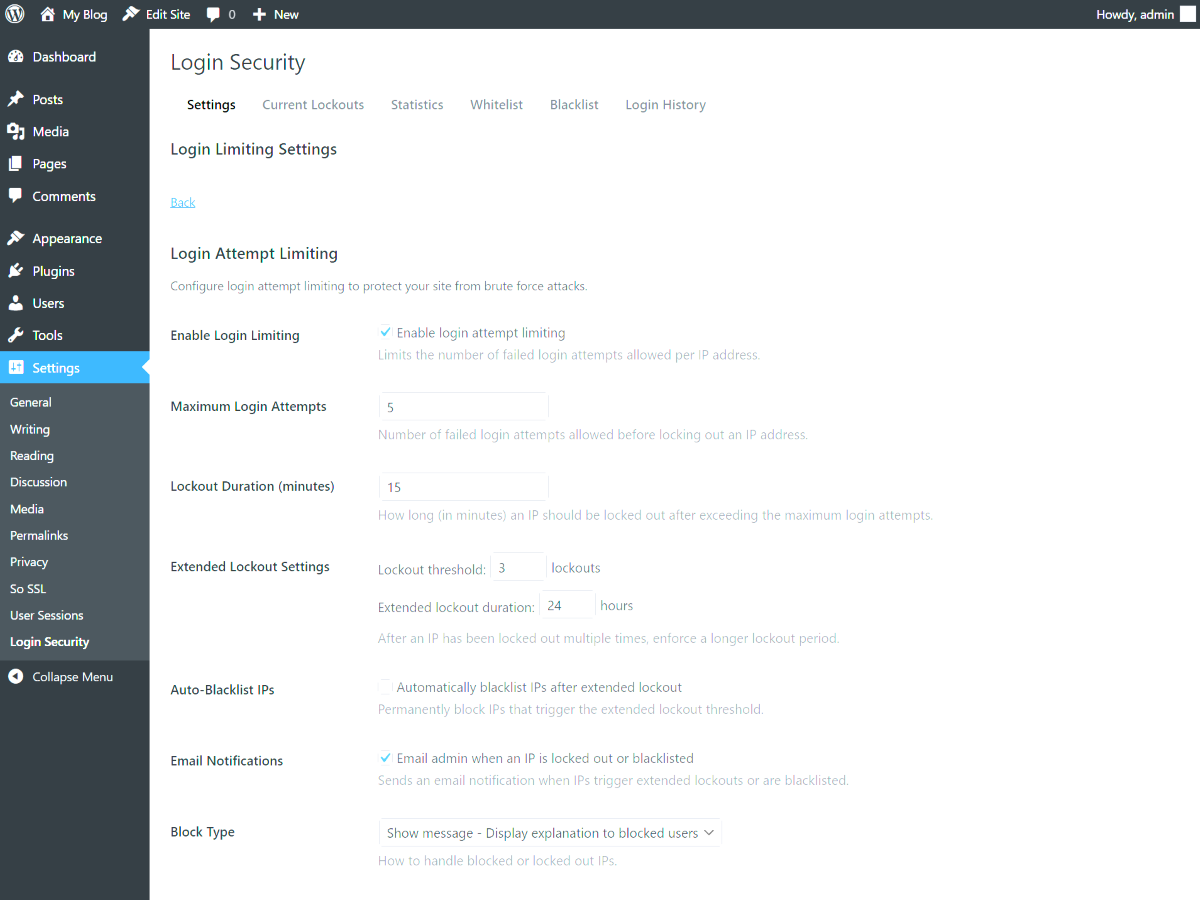 My Blog Edit Site 0 New Howdy, admin
Dashboard
Posts
Media
Pages
Comments
Appearance
Plugins
Users
Tools
Settings
General
Writing
Reading
Discussion
Media
Permalinks
Privacy
So SSL
User Sessions
Login Security
Collapse Menu
Login Security
Settings Current Lockouts Statistics Whitelist Blacklist Login History
Login Limiting Settings
Back
Login Attempt Limiting
Configure login attempt limiting to protect your site from brute force attacks.
Enable Login Limiting Enable login attempt limiting
Limits the number of failed login attempts allowed per IP address.
Maximum Login Attempts 5
Number of failed login attempts allowed before locking out an IP address.
Lockout Duration (minutes) 15
How long (in minutes) an IP should be locked out after exceeding the maximum login attempts.
Extended Lockout Settings Lockout threshold: 3 lockouts
Extended lockout duration: 24 hours
After an IP has been locked out multiple times, enforce a longer lockout period.
Auto-Blacklist IPs Automatically blacklist IPs after extended lockout
Permanently block IPs that trigger the extended lockout threshold.
Email Notifications Email admin when an IP is locked out or blacklisted
Sends an email notification when IPs trigger extended lockouts or are blacklisted.
Block Type Show message - Display explanation to blocked users
How to handle blocked or locked out IPs.